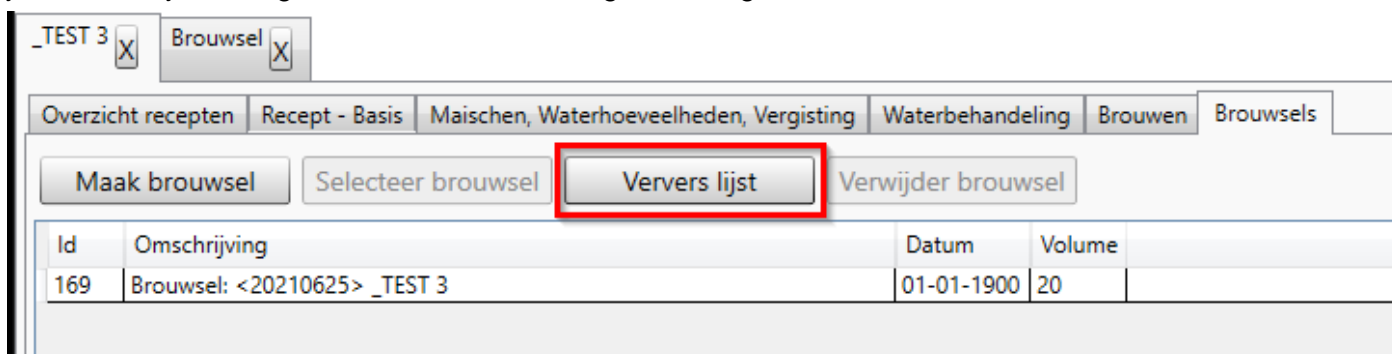 _TEST 3 X Brouwsel X
Overzicht recepten Recept - Basis Maischen, Waterhoeveelheden, Vergisting Waterbehandeling Brouwen Brouwsels
Maak brouwsel Selecteer brouwsel Ververs lijst Verwijder brouwsel
Id Omschrijving Datum Volume
169 Brouwsel: <20210625> _TEST 3 01-01-1900 20